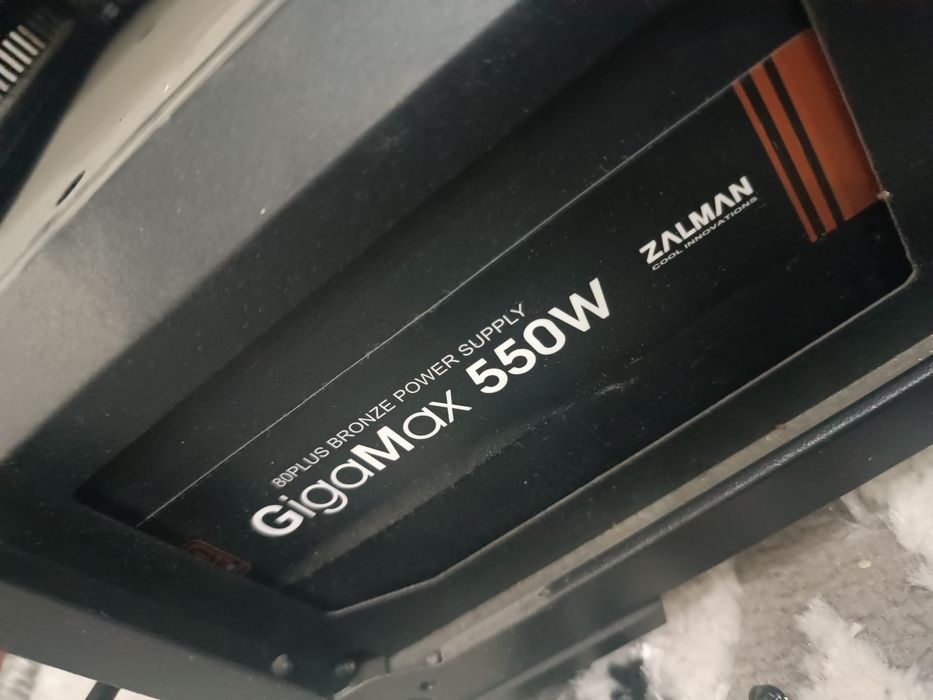 80PLUS BRONZE POWER SUPPLY
GigaMax 550W
ZALMAN
COOL INNOVATIONS